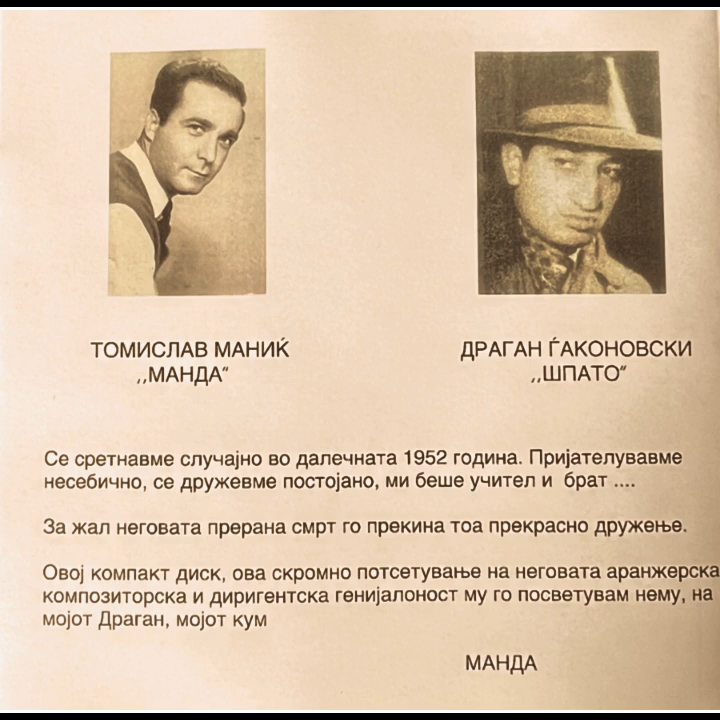 ТОМИСЛАВ МАНИЌ
,,МАНДА“
ДРАГАН ЃАКОНОВСКИ
,,ШПАТО“
Се сретнавме случајно во далечната 1952 година. Пријателувавме
несебично, се дружевме постојано, ми беше учител и брат ....
За жал неговата прерана смрт го прекина тоа прекрасно дружење.
Овој компакт диск, ова скромно потсетување на неговата аранжерска
композиторска и диригентска генијалоност му го посветувам нему, на
мојот Драган, мојот кум
МАНДА